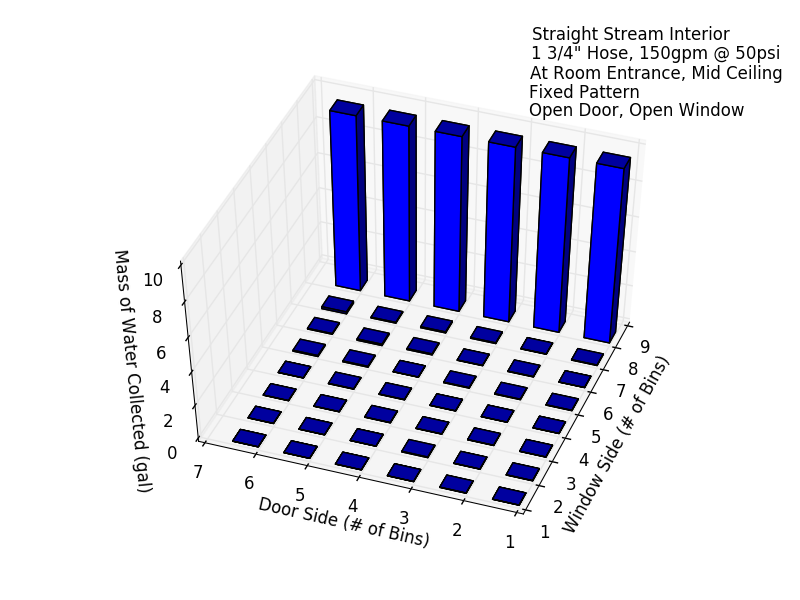 Straight Stream Interior
1 3/4" Hose, 150gpm @ 50psi
At Room Entrance, Mid Ceiling
Fixed Pattern
Open Door, Open Window
Mass of Water Collected (gal)
10
8
6
4
2
0
7
6
5
4
3
2
1
Door Side (# of Bins)
9
8
7
6
5
4
3
2
1
Window Side (# of Bins)